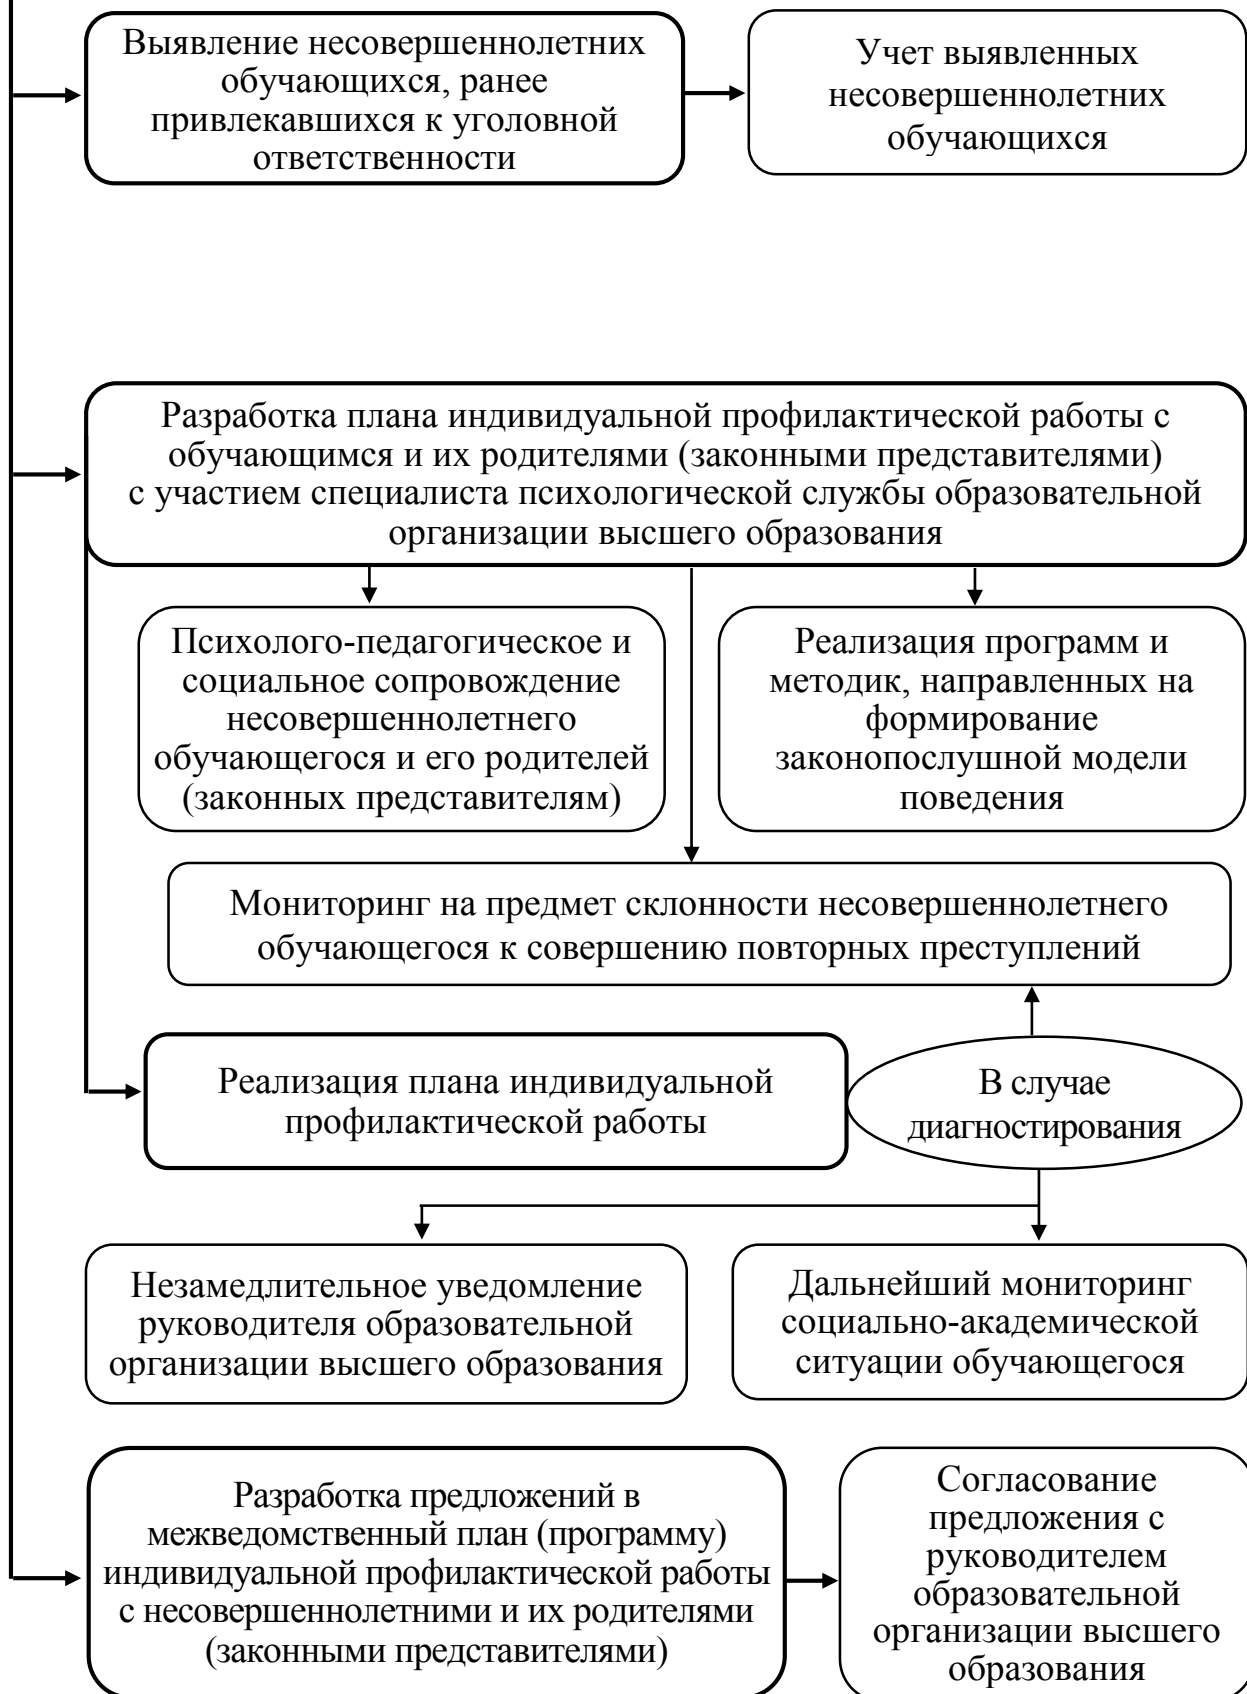 Выявление несовершеннолетних
обучающихся, ранее
привлекавшихся к уголовной
ответственности
Учет выявленных
несовершеннолетних
обучающихся
Разработка плана индивидуальной профилактической работы с
обучающимся и их родителями (законными представителями)
с участием специалиста психологической службы образовательной
организации высшего образования
Психолого-педагогическое и
социальное сопровождение
несовершеннолетнего
обучающегося и его родителей
(законных представителям)
Реализация программ и
методик, направленных на
формирование
законопослушной модели
поведения
Мониторинг на предмет склонности несовершеннолетнего
обучающегося к совершению повторных преступлений
Реализация плана индивидуальной
профилактической работы
В случае
диагностирования
Незамедлительное уведомление
руководителя образовательной
организации высшего образования
Дальнейший мониторинг
социально-академической
ситуации обучающегося
Разработка предложений в
межведомственный план (программу)
индивидуальной профилактической работы
с несовершеннолетними и их родителями
(законными представителями)
Согласование
предложения с
руководителем
образовательной
организации высшего
образования